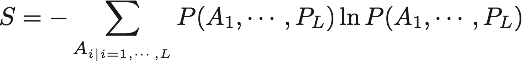 S = − ∑_{A_{i|i=1,⋯,L}} P(A_1, ⋯, P_L) ln P(A_1, ⋯, P_L)